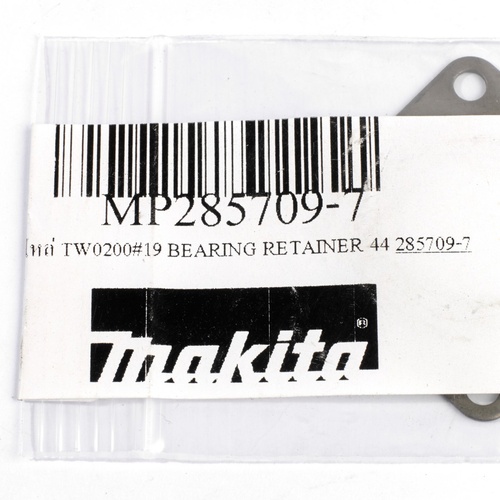 MP285709-7
TW0200#19 BEARING RETAINER 44 285709-7
makita ®